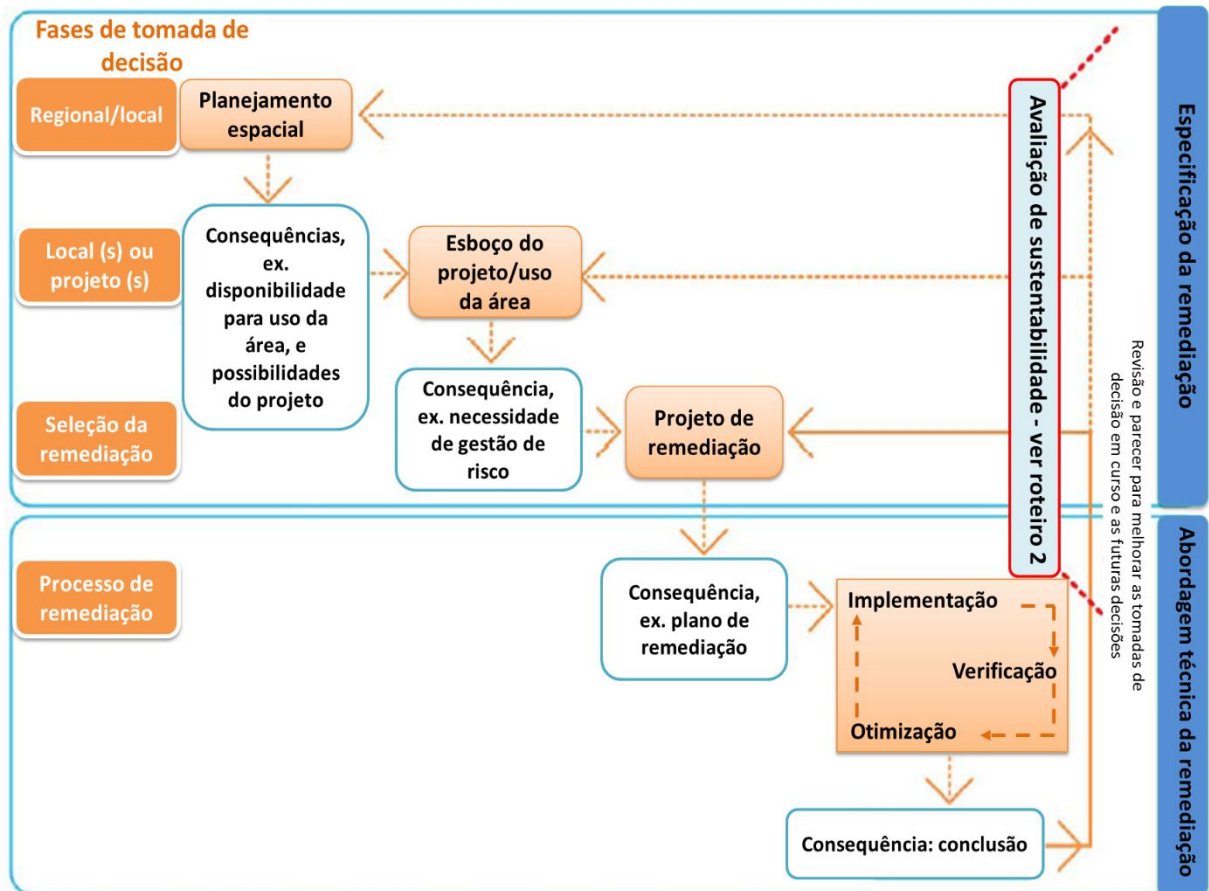 Fases de tomada de
decisão
Regional/local
Planejamento
espacial
Local (s) ou
projeto (s)
Consequências,
ex.
disponibilidade
para uso da
área, e
possibilidades
do projeto
Esboço do
projeto/uso
da área
Seleção da
remediação
Consequência,
ex. necessidade
de gestão de
risco
Projeto de
remediação
Avaliação de sustentabilidade - ver roteiro 2
Revisão e parecer para melhorar as tomadas de
decisão em curso e as futuras decisões
Especificação da remediação
Processo de
remediação
Consequência,
ex. plano de
remediação
Implementação
Verificação
Otimização
Consequência: conclusão
Abordagem técnica da remediação